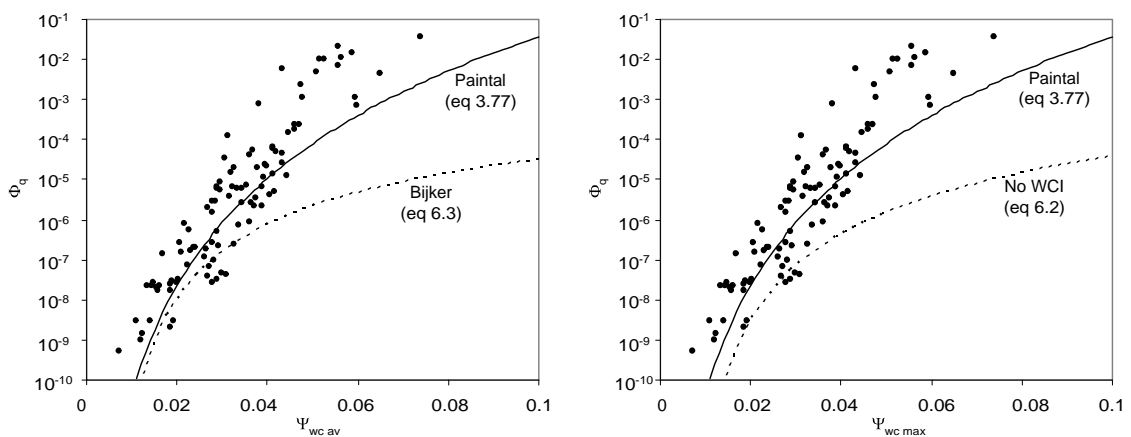 10⁻¹
10⁻²
10⁻³
10⁻⁴
10⁻⁵
10⁻⁶
10⁻⁷
10⁻⁸
10⁻⁹
10⁻¹⁰
Φq
Paintal
(eq 3.77)
Bijker
(eq 6.3)
0 0.02 0.04 0.06 0.08 0.1
Ψwc av
10⁻¹
10⁻²
10⁻³
10⁻⁴
10⁻⁵
10⁻⁶
10⁻⁷
10⁻⁸
10⁻⁹
10⁻¹⁰
Φq
Paintal
(eq 3.77)
No WCI
(eq 6.2)
0 0.02 0.04 0.06 0.08 0.1
Ψwc max